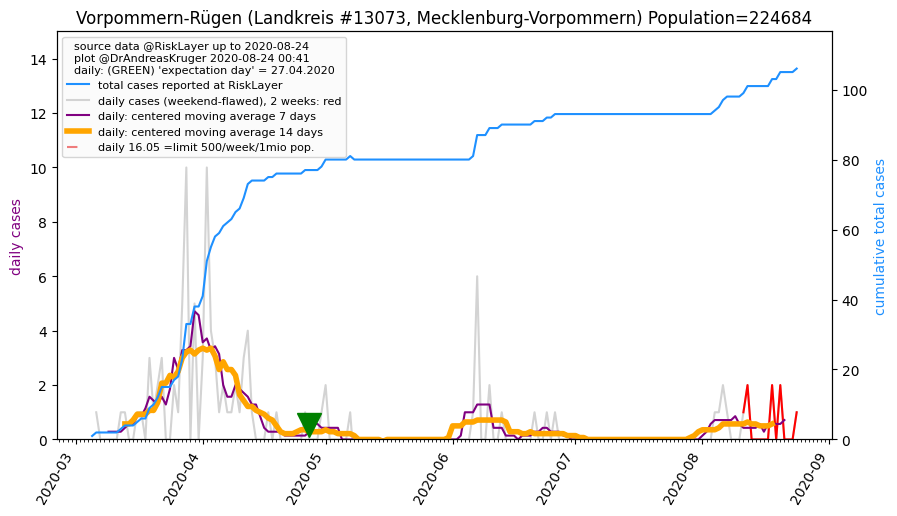 Vorpommern-Rügen (Landkreis #13073, Mecklenburg-Vorpommern) Population=224684
source data @RiskLayer up to 2020-08-24
plot @DrAndreasKruger 2020-08-24 00:41
daily: (GREEN) 'expectation day' = 27.04.2020
total cases reported at RiskLayer
daily cases (weekend-flawed), 2 weeks: red
daily: centered moving average 7 days
daily: centered moving average 14 days
daily 16.05 =limit 500/week/1mio pop.
daily cases
14
12
10
8
6
4
2
0
cumulative total cases
100
80
60
40
20
0
2020-03
2020-04
2020-05
2020-06
2020-07
2020-08
2020-09